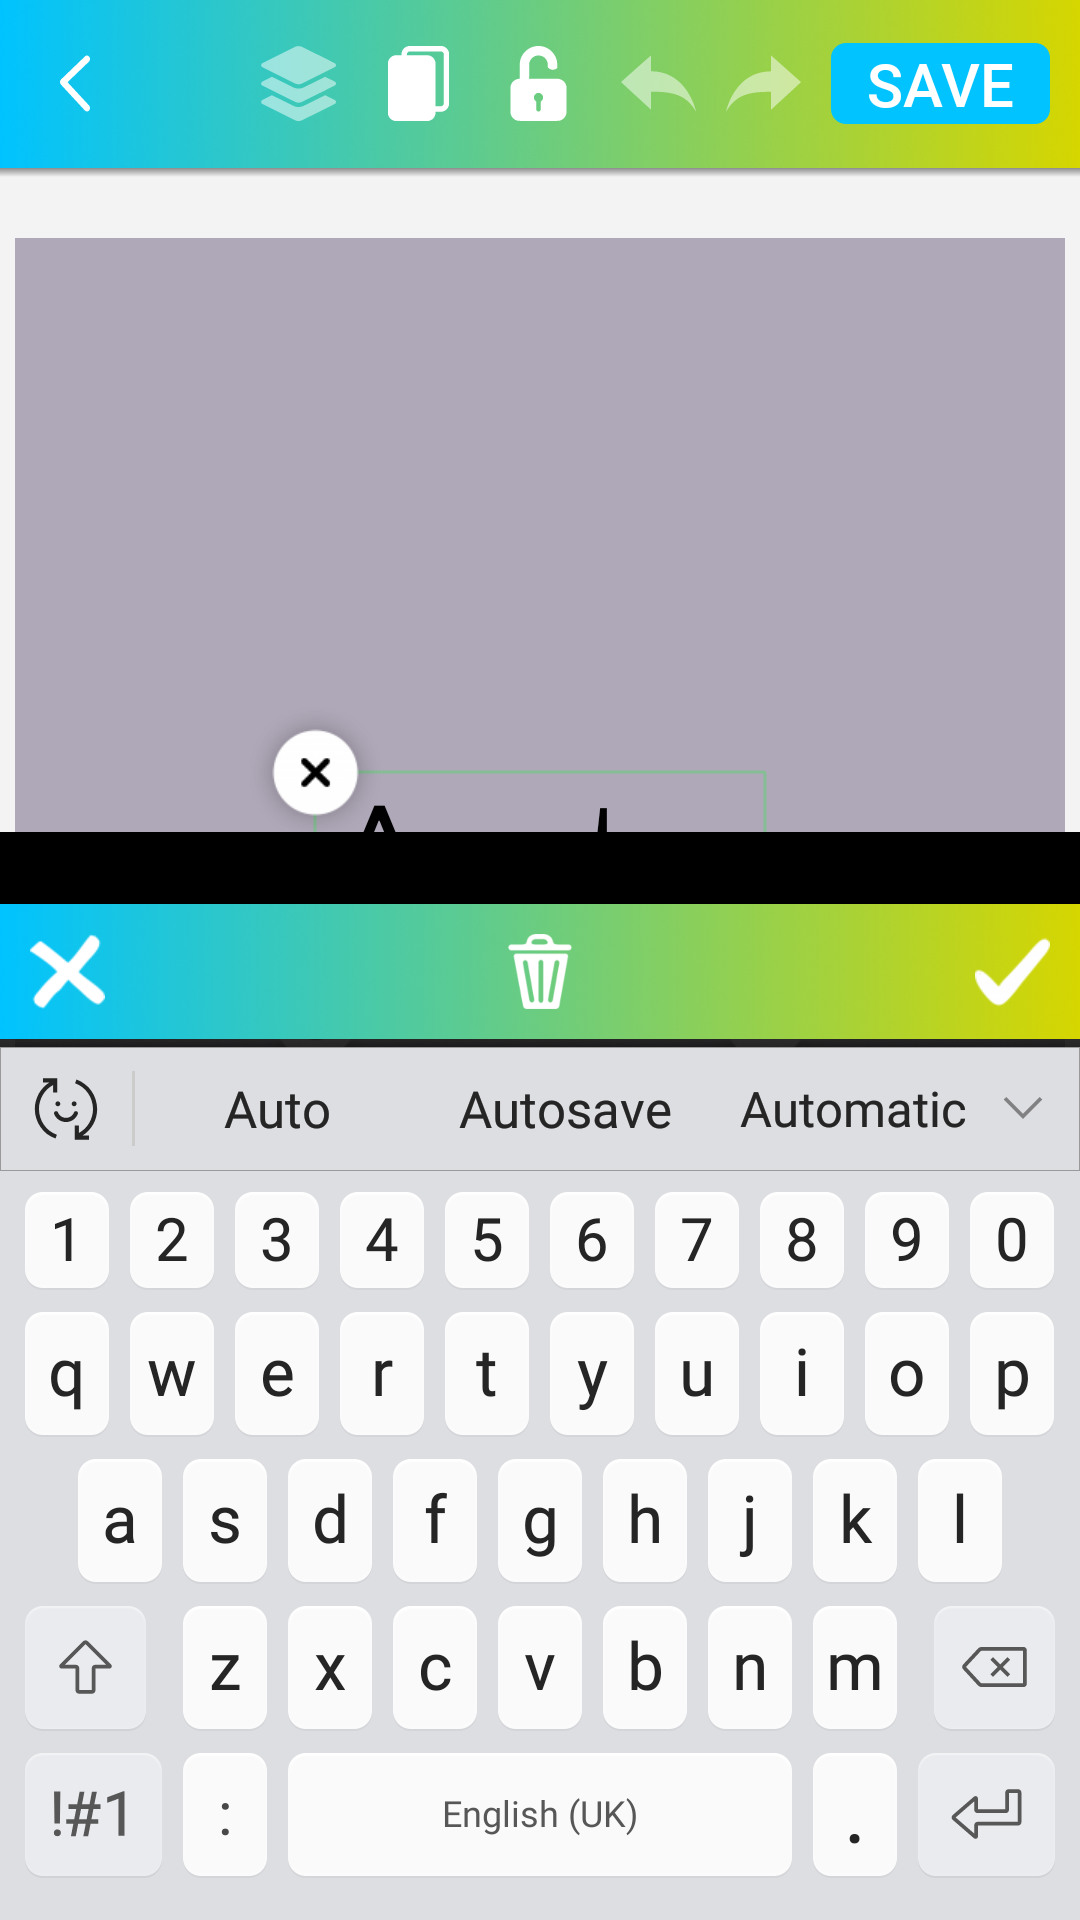 SAVE
Auto Autosave Automatic
1 2 3 4 5 6 7 8 9 0
q w e r t y u i o p
a s d f g h j k l
z x c v b n m
!#1 : English (UK) .